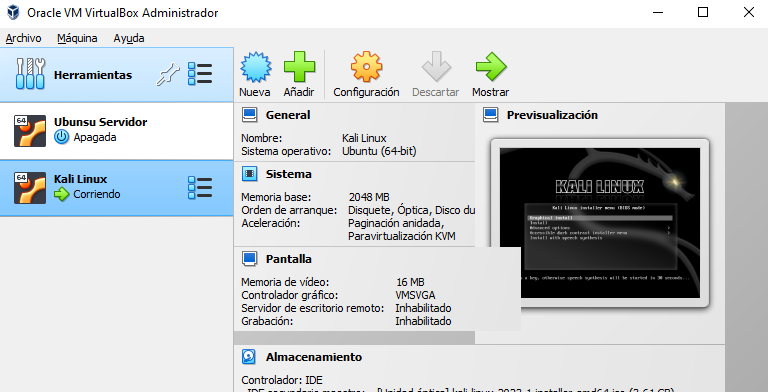 Oracle VM VirtualBox Administrador
Archivo Máquina Ayuda
Herramientas
Nueva Añadir Configuración Descartar Mostrar
64
Ubunsu Servidor
Apagada
64
Kali Linux
Corriendo
General
Nombre: Kali Linux
Sistema operativo: Ubuntu (64-bit)
Sistema
Memoria base: 2048 MB
Orden de arranque: Disquete, Óptica, Disco du
Aceleración: Paginación anidada,
Paravirtualización KVM
Pantalla
Memoria de vídeo: 16 MB
Controlador gráfico: VMSVGA
Servidor de escritorio remoto: Inhabilitado
Grabación: Inhabilitado
Previsualización
KALI LINUX
Kali Linux installer menu (BIOS mode)
Graphical install
Install
Advanced options
Accessible dark contrast installer menu
Install with speech synthesis
a key, otherwise speech synthesis will be started in 30 seconds...
Almacenamiento
Controlador: IDE